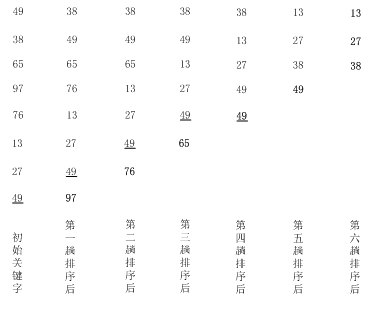 49 38 38 38 38 13 13
38 49 49 49 13 27 27
65 65 65 13 27 38 38
97 76 13 27 49 49
76 13 27 49 49
13 27 49 65
27 49 76
49 97
初始关键字 第一趟排序后 第二趟排序后 第三趟排序后 第四趟排序后 第五趟排序后 第六趟排序后